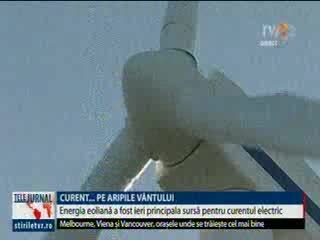 tvr
DIRECT
TELEJURNAL
CURENT... PE ARIPILE VÂNTULUI
Energia eoliană a fost ieri principala sursă pentru curentul electric
stiriletvr.ro
Melbourne, Viena și Vancouver, orașele unde se trăiește cel mai bine